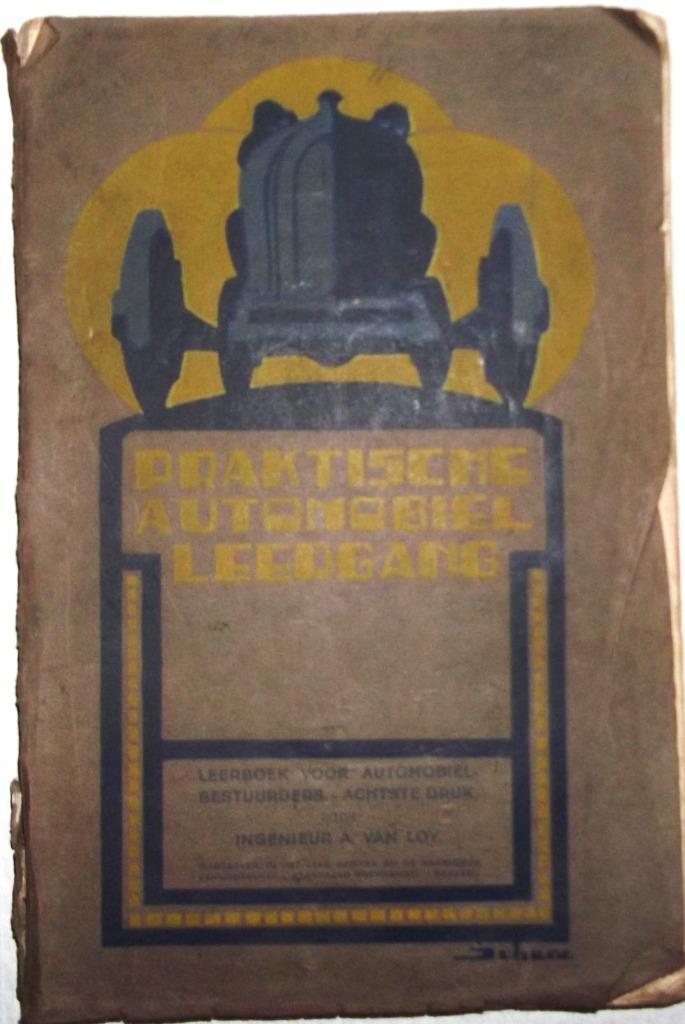 PRAKTISCHE
AUTOMOBIEL
LEERGANG
LEERBOEK VOOR AUTOMOBIEL-
BESTUURDERS - ACHTSTE DRUK
DOOR
INGENIEUR A. VAN LOY